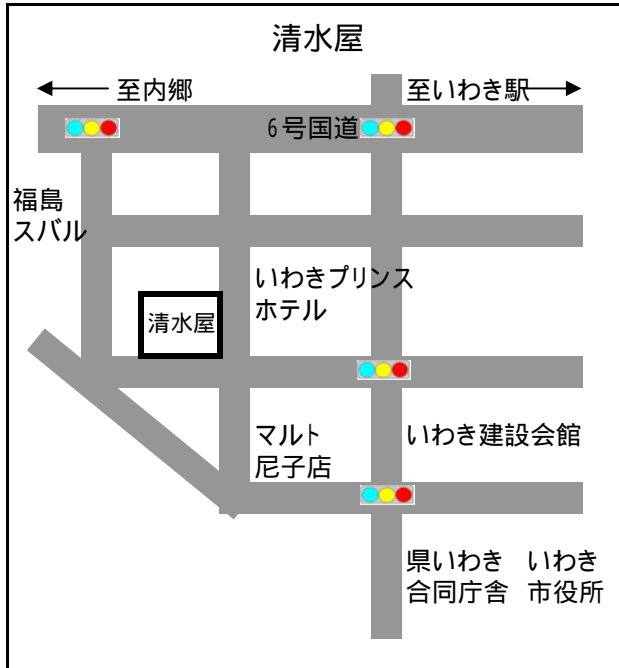 清水屋
至内郷
至いわき駅
6号国道
福島
スバル
いわきプリンス
ホテル
清水屋
マルト
尼子店
いわき建設会館
県いわき
合同庁舎
いわき
市役所